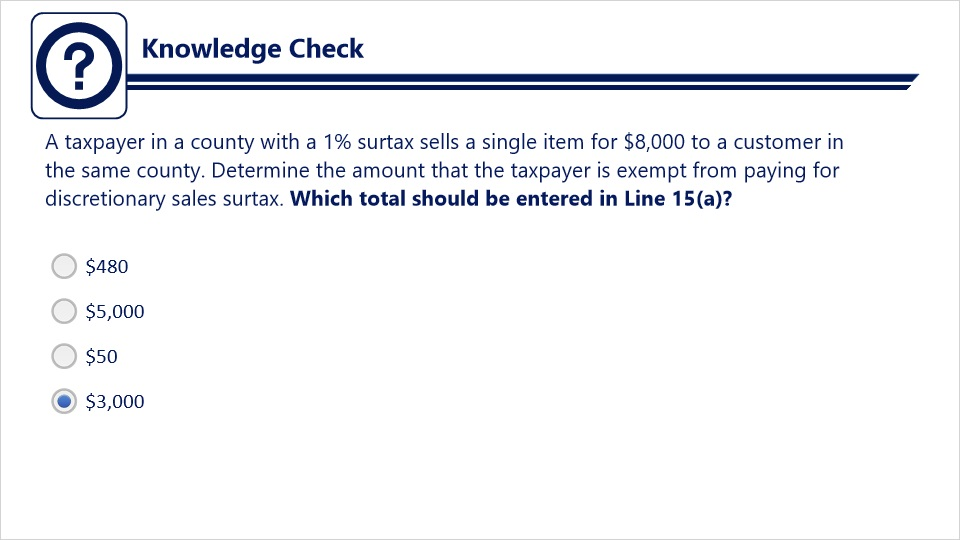 ?
Knowledge Check
A taxpayer in a county with a 1% surtax sells a single item for $8,000 to a customer in
the same county. Determine the amount that the taxpayer is exempt from paying for
discretionary sales surtax. Which total should be entered in Line 15(a)?
$480
$5,000
$50
$3,000